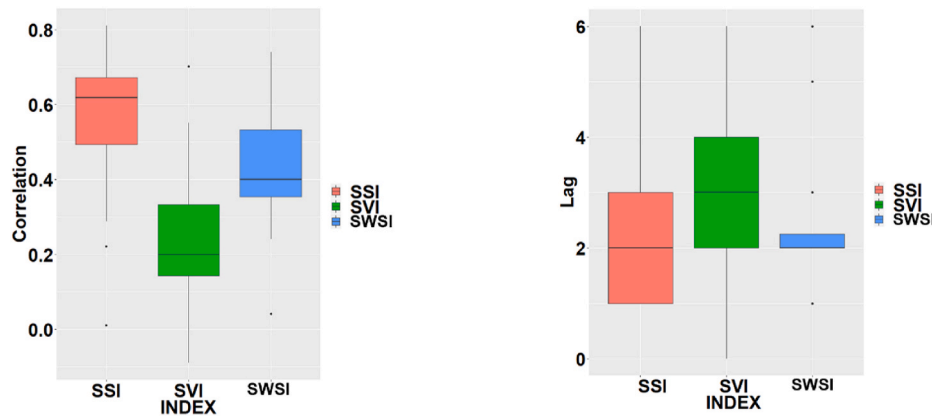 Correlation
0.8
0.6
0.4
0.2
0.0
SSI
SVI
SWSI
INDEX
SSI
SVI
SWSI
Lag
6
4
2
0
SSI
SVI
SWSI
INDEX
SSI
SVI
SWSI